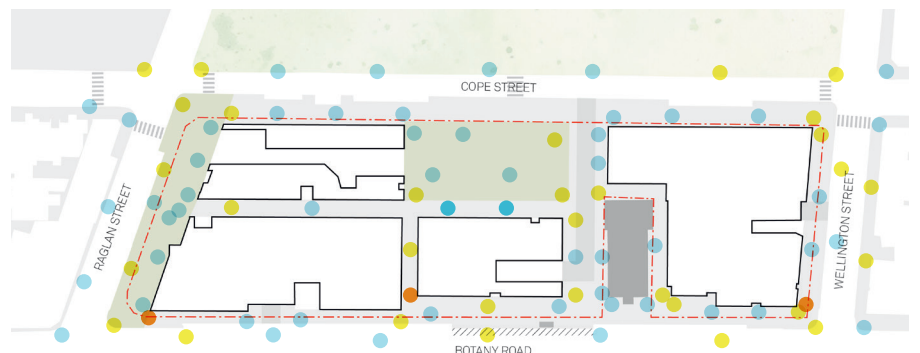 COPE STREET
RAGLAN STREET
WELLINGTON STREET
BOTANY ROAD